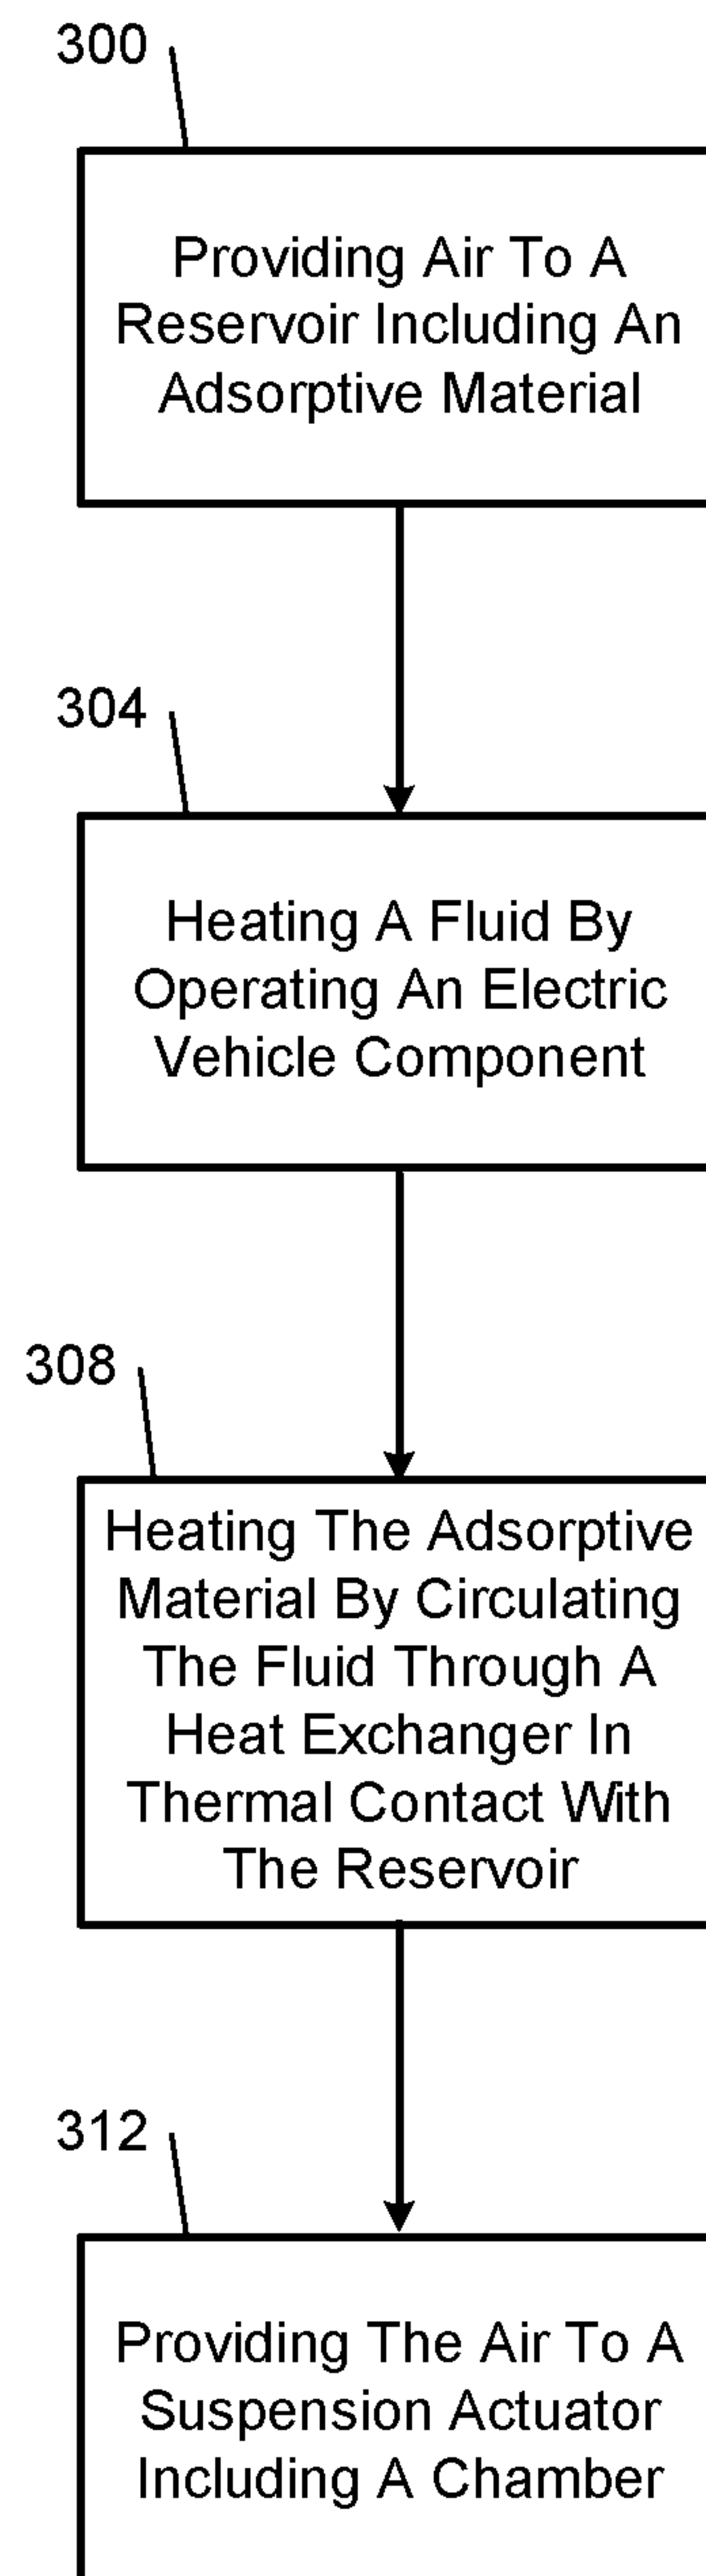 300
Providing Air To A
Reservoir Including An
Adsorptive Material
304
Heating A Fluid By
Operating An Electric
Vehicle Component
308
Heating The Adsorptive
Material By Circulating
The Fluid Through A
Heat Exchanger In
Thermal Contact With
The Reservoir
312
Providing The Air To A
Suspension Actuator
Including A Chamber